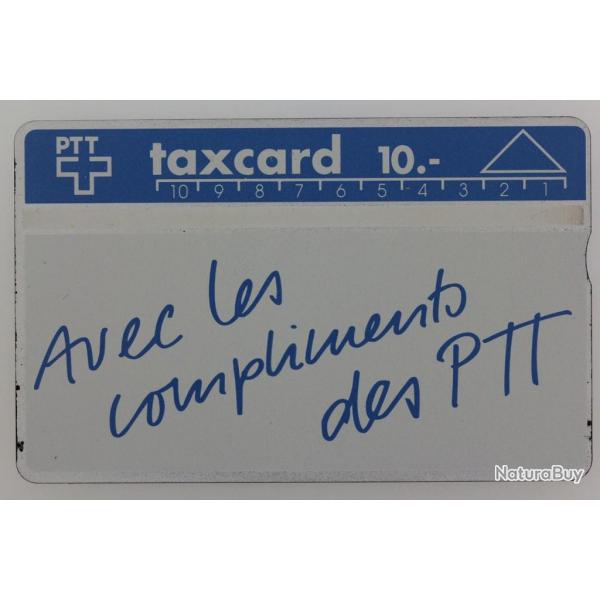 PTT
taxcard 10.-
10 9 8 7 6 5 4 3 2 1
Avec les
compliments
des PTT
NaturaBuy